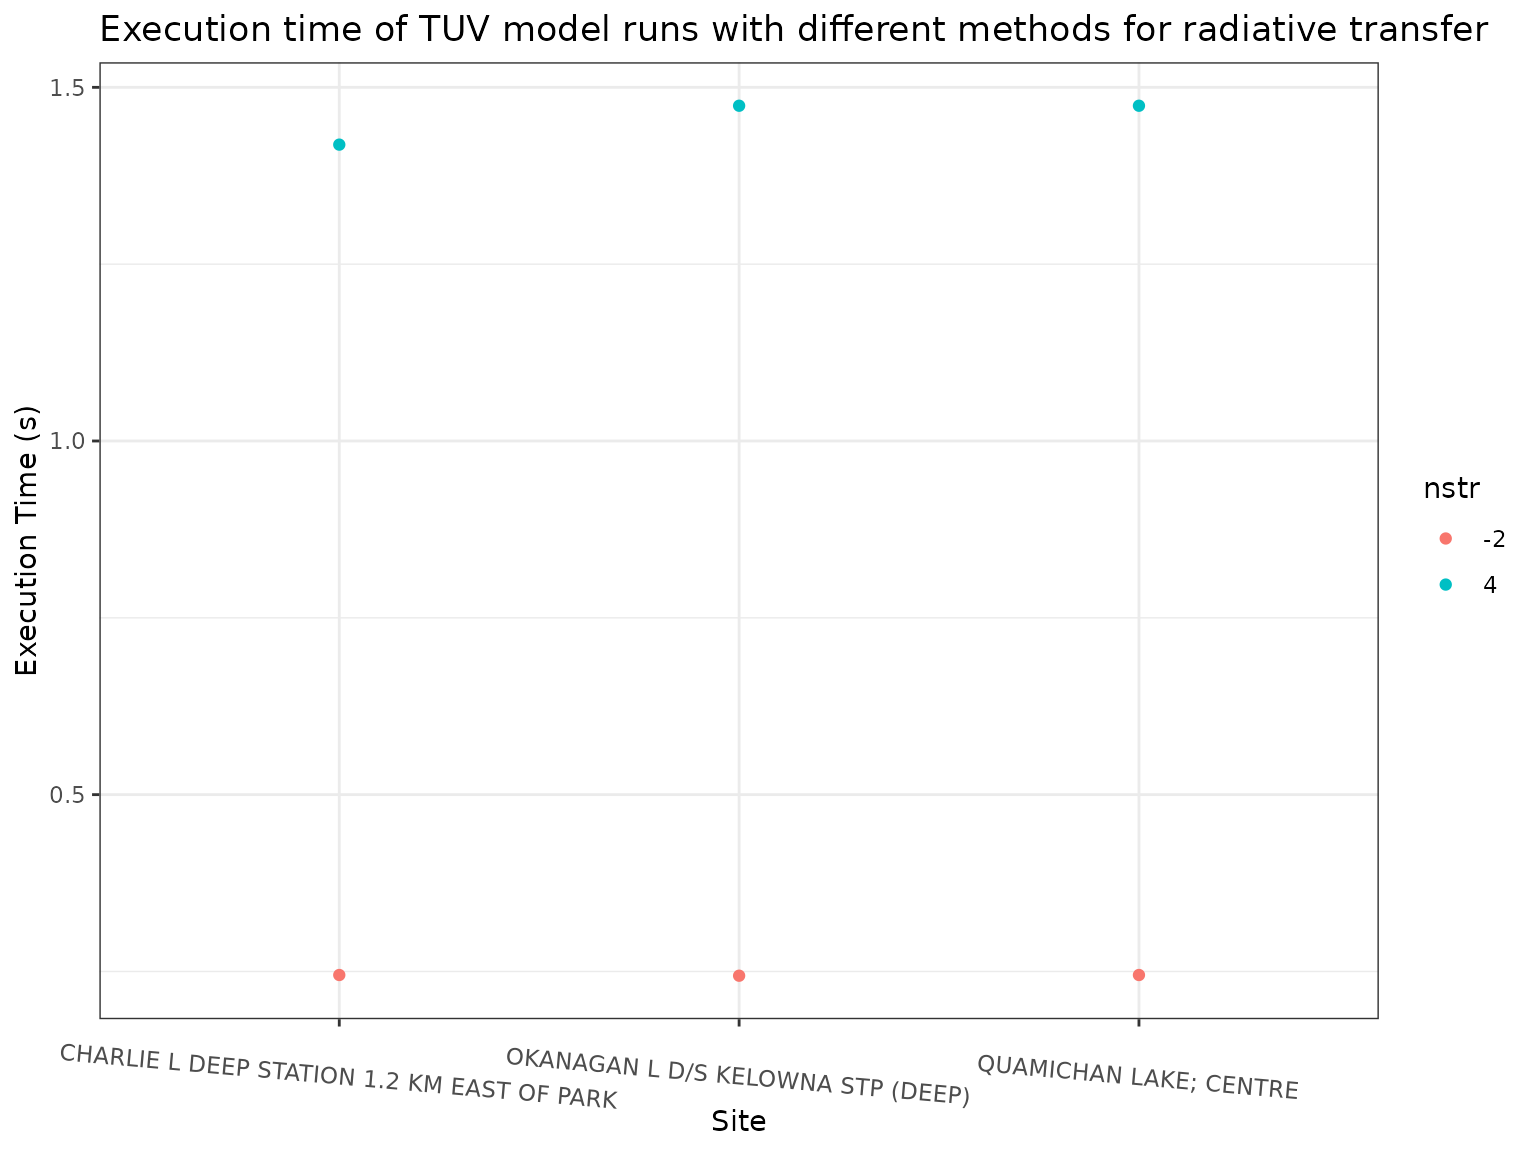 Execution time of TUV model runs with different methods for radiative transfer
1.5
1.0
0.5
Execution Time (s)
CHARLIE L DEEP STATION 1.2 KM EAST OF PARK
OKANAGAN L D/S KELOWNA STP (DEEP)
QUAMICHAN LAKE; CENTRE
Site
nstr
-2
4